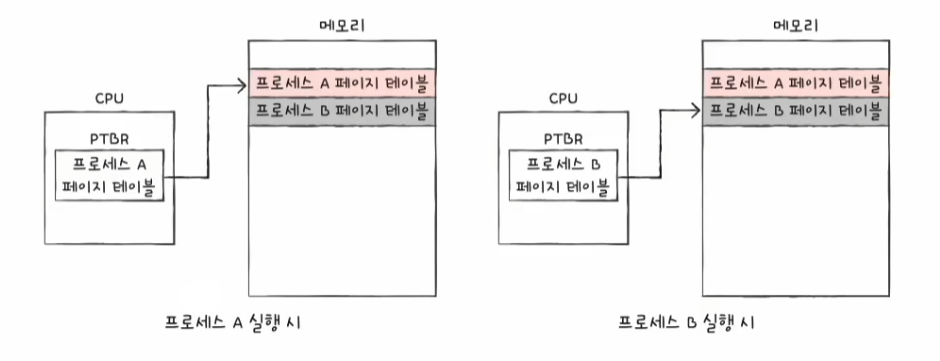 메모리
프로세스 A 페이지 테이블
프로세스 B 페이지 테이블
CPU
PTBR
프로세스 A
페이지 테이블
프로세스 A 실행 시
메모리
프로세스 A 페이지 테이블
프로세스 B 페이지 테이블
CPU
PTBR
프로세스 B
페이지 테이블
프로세스 B 실행 시